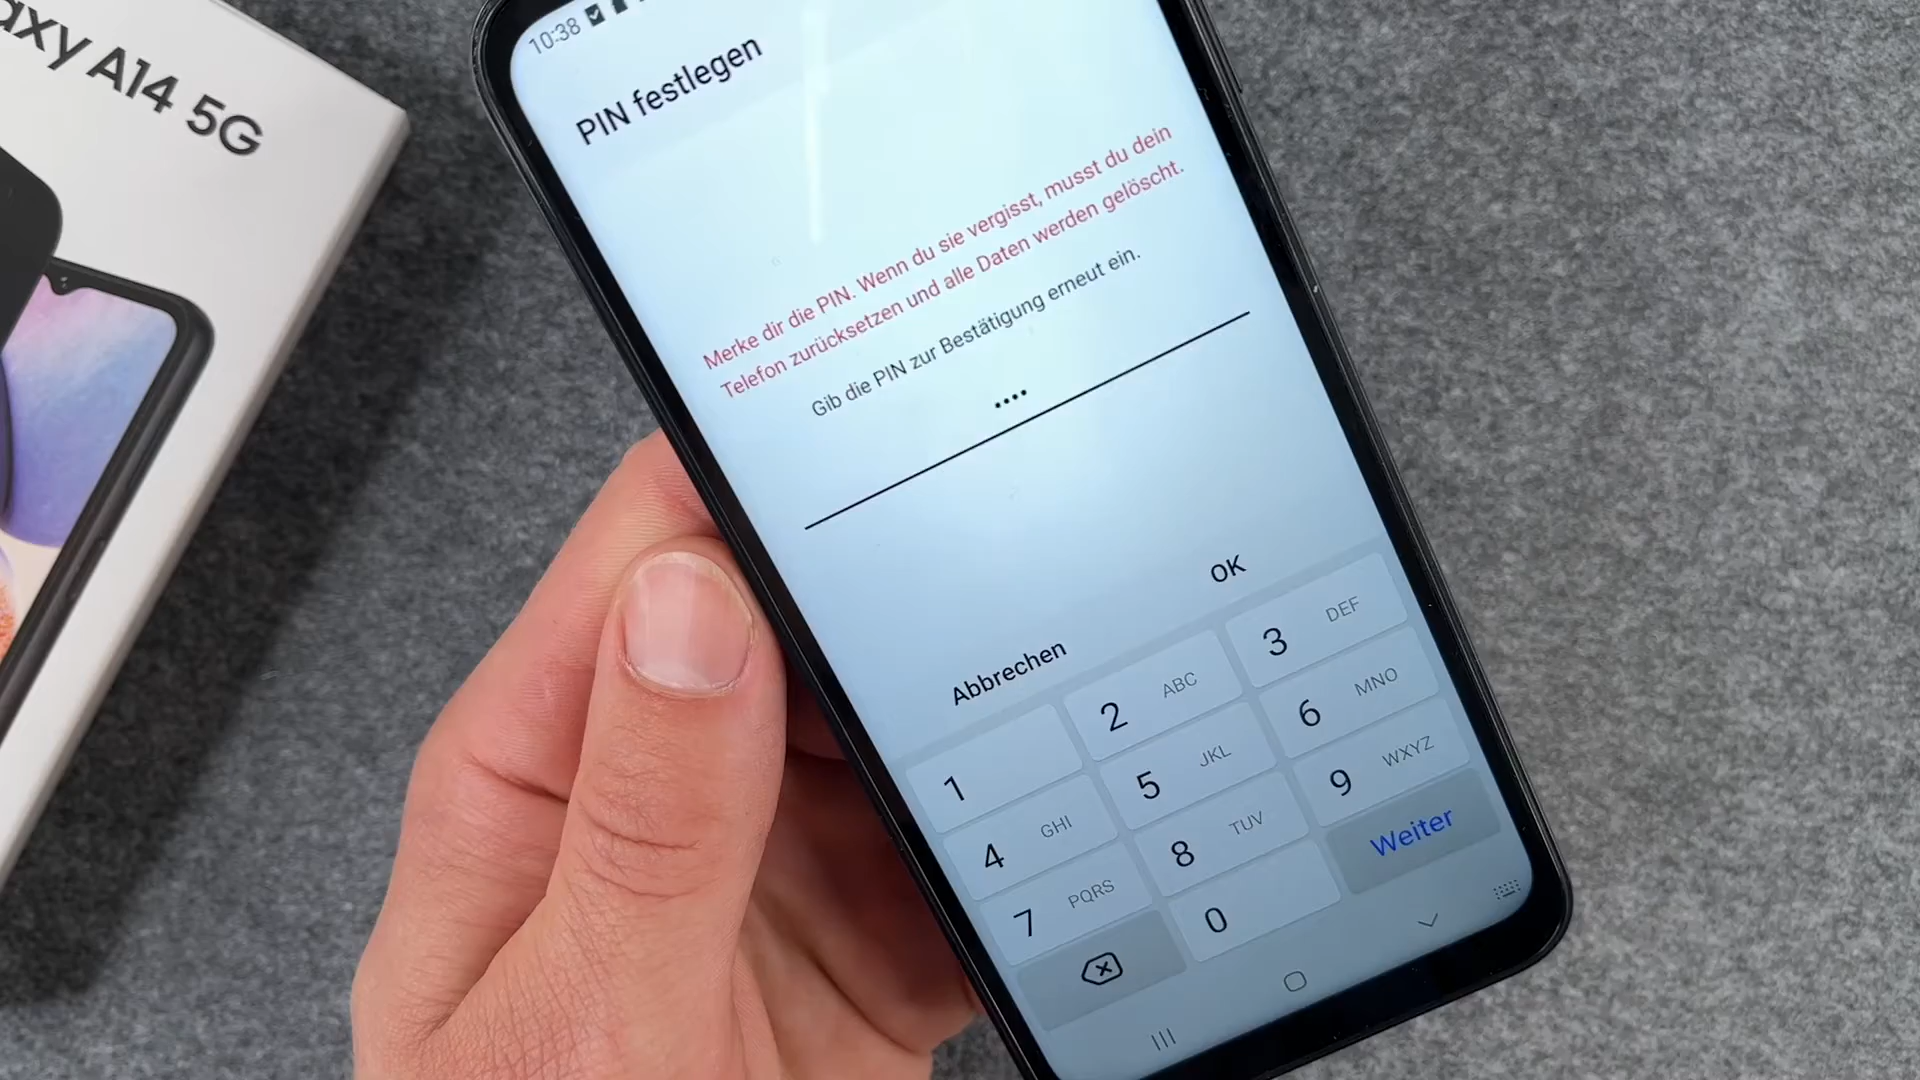 A14 5G
10:38
PIN festlegen
Merke dir die PIN. Wenn du sie vergisst, musst du dein
Telefon zurücksetzen und alle Daten werden gelöscht.
Gib die PIN zur Bestätigung erneut ein.
••••
Abbrechen
OK
1
2 ABC
3 DEF
4 GHI
5 JKL
6 MNO
7 PQRS
8 TUV
9 WXYZ
0
Weiter